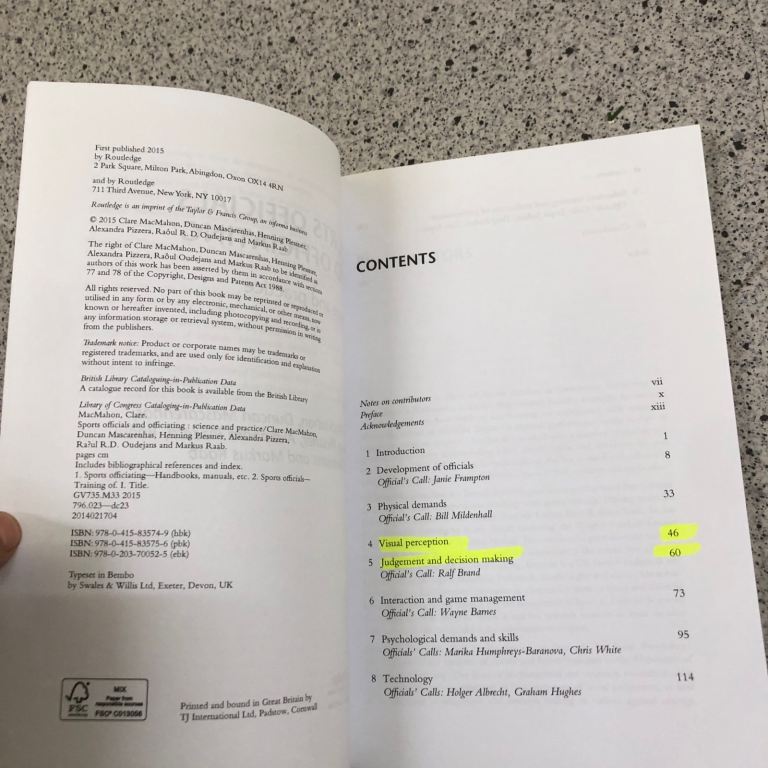 First published 2015
by Routledge
2 Park Square, Milton Park, Abingdon, Oxon OX14 4RN
and by Routledge
711 Third Avenue, New York, NY 10017
Routledge is an imprint of the Taylor & Francis Group, an informa business
© 2015 Clare MacMahon, Duncan Mascarenhas, Henning Plessner,
Alexandra Pizzera, Raôul R. D. Oudejans and Markus Raab
The right of Clare MacMahon, Duncan Mascarenhas, Henning Plessner,
Alexandra Pizzera, Raôul R. D. Oudejans and Markus Raab to be identified as
authors of this work has been asserted by them in accordance with sections
77 and 78 of the Copyright, Designs and Patents Act 1988.
All rights reserved. No part of this book may be reprinted or reproduced or
utilised in any form or by any electronic, mechanical, or other means, now
known or hereafter invented, including photocopying and recording, or in
any information storage or retrieval system, without permission in writing
from the publishers.
Trademark notice: Product or corporate names may be trademarks or
registered trademarks, and are used only for identification and explanation
without intent to infringe.
British Library Cataloguing-in-Publication Data
A catalogue record for this book is available from the British Library
Library of Congress Cataloging-in-Publication Data
MacMahon, Clare.
Sports officials and officiating : science and practice/Clare MacMahon,
Duncan Mascarenhas, Henning Plessner, Alexandra Pizzera,
Ra?ul R.D. Oudejans and Markus Raab.
pages cm
Includes bibliographical references and index.
1. Sports officiating—Handbooks, manuals, etc. 2. Sports officials—
Training of. I. Title.
GV735.M33 2015
796.023—dc23
2014021704
ISBN: 978-0-415-83574-9 (hbk)
ISBN: 978-0-415-83575-6 (pbk)
ISBN: 978-0-203-70052-5 (ebk)
Typeset in Bembo
by Swales & Willis Ltd, Exeter, Devon, UK
FSC
MIX
Paper from
responsible sources
FSC® C013056
Printed and bound in Great Britain by
TJ International Ltd, Padstow, Cornwall
CONTENTS
Notes on contributors vii
Preface x
Acknowledgements xiii
1 Introduction 1
2 Development of officials 8
Official's Call: Janie Frampton
3 Physical demands 33
Official's Call: Bill Mildenhall
4 Visual perception 46
5 Judgement and decision making 60
Official's Call: Ralf Brand
6 Interaction and game management 73
Official's Call: Wayne Barnes
7 Psychological demands and skills 95
Officials' Calls: Marika Humphreys-Baranova, Chris White
8 Technology 114
Officials' Calls: Holger Albrecht, Graham Hughes